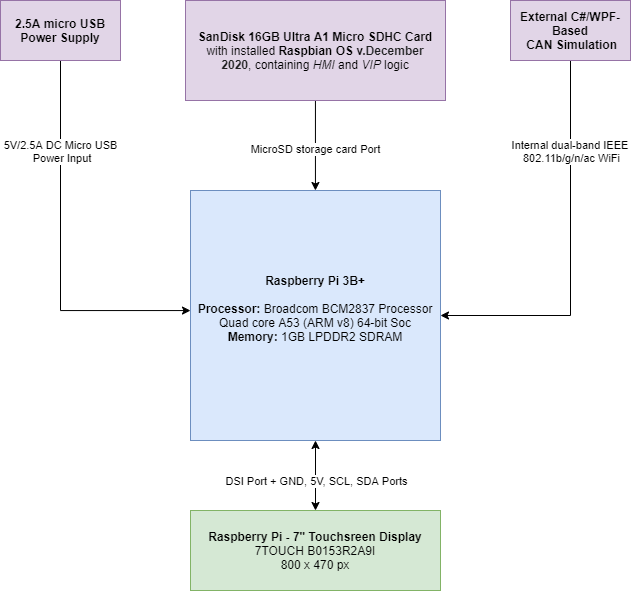 2.5A micro USB
Power Supply
SanDisk 16GB Ultra A1 Micro SDHC Card
with installed Raspbian OS v.December
2020, containing HMI and VIP logic
External C#/WPF-
Based
CAN Simulation
5V/2.5A DC Micro USB
Power Input
MicroSD storage card Port
Internal dual-band IEEE
802.11b/g/n/ac WiFi
Raspberry Pi 3B+
Processor: Broadcom BCM2837 Processor
Quad core A53 (ARM v8) 64-bit Soc
Memory: 1GB LPDDR2 SDRAM
DSI Port + GND, 5V, SCL, SDA Ports
Raspberry Pi - 7" Touchsreen Display
7TOUCH B0153R2A9I
800 x 470 px